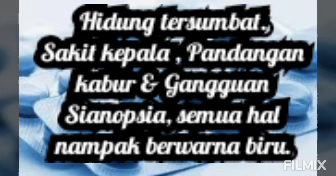 Hidung tersumbat.,
Sakit kepala , Pandangan
kabur & Gangguan
Sianopsia, semua hal
nampak berwarna biru.
FILMIX